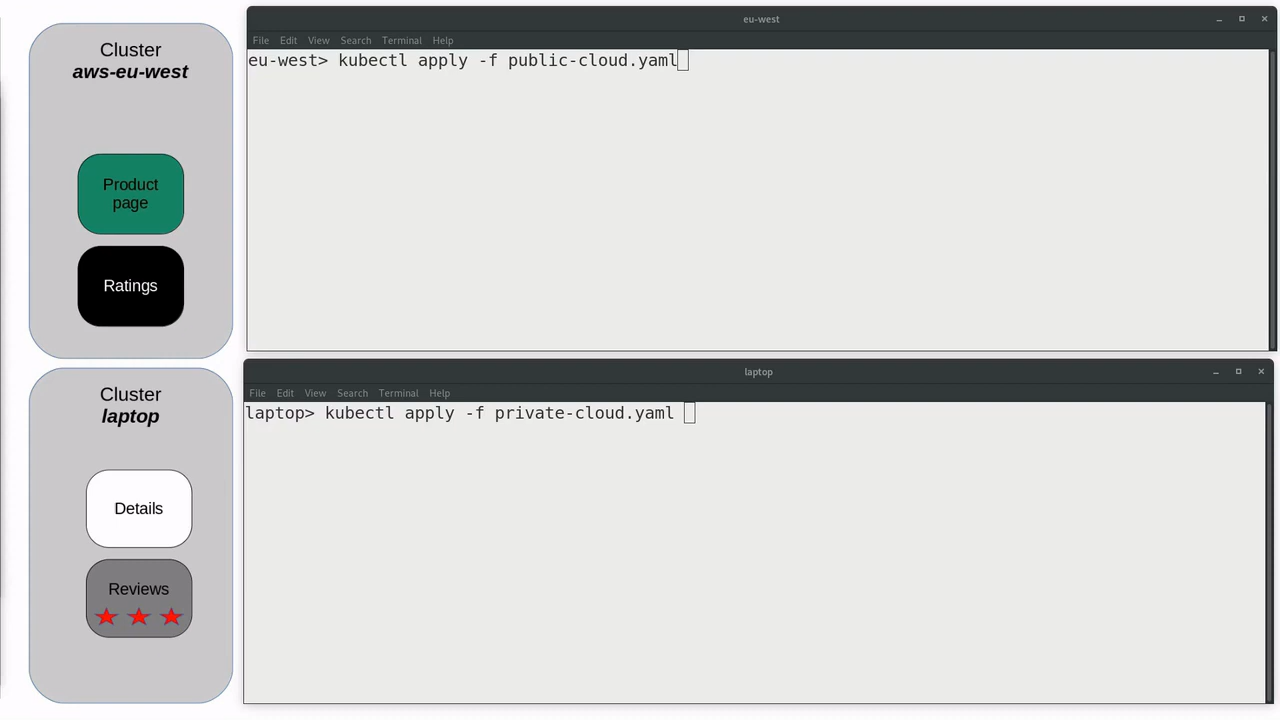 Cluster
aws-eu-west
Product
page
Ratings
eu-west
File Edit View Search Terminal Help
eu-west> kubectl apply -f public-cloud.yaml
Cluster
laptop
Details
Reviews
laptop
File Edit View Search Terminal Help
laptop> kubectl apply -f private-cloud.yaml